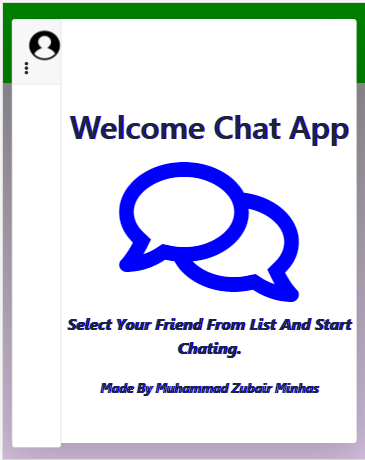 Welcome Chat App
Select Your Friend From List And Start
Chating.
Made By Muhammad Zubair Minhas